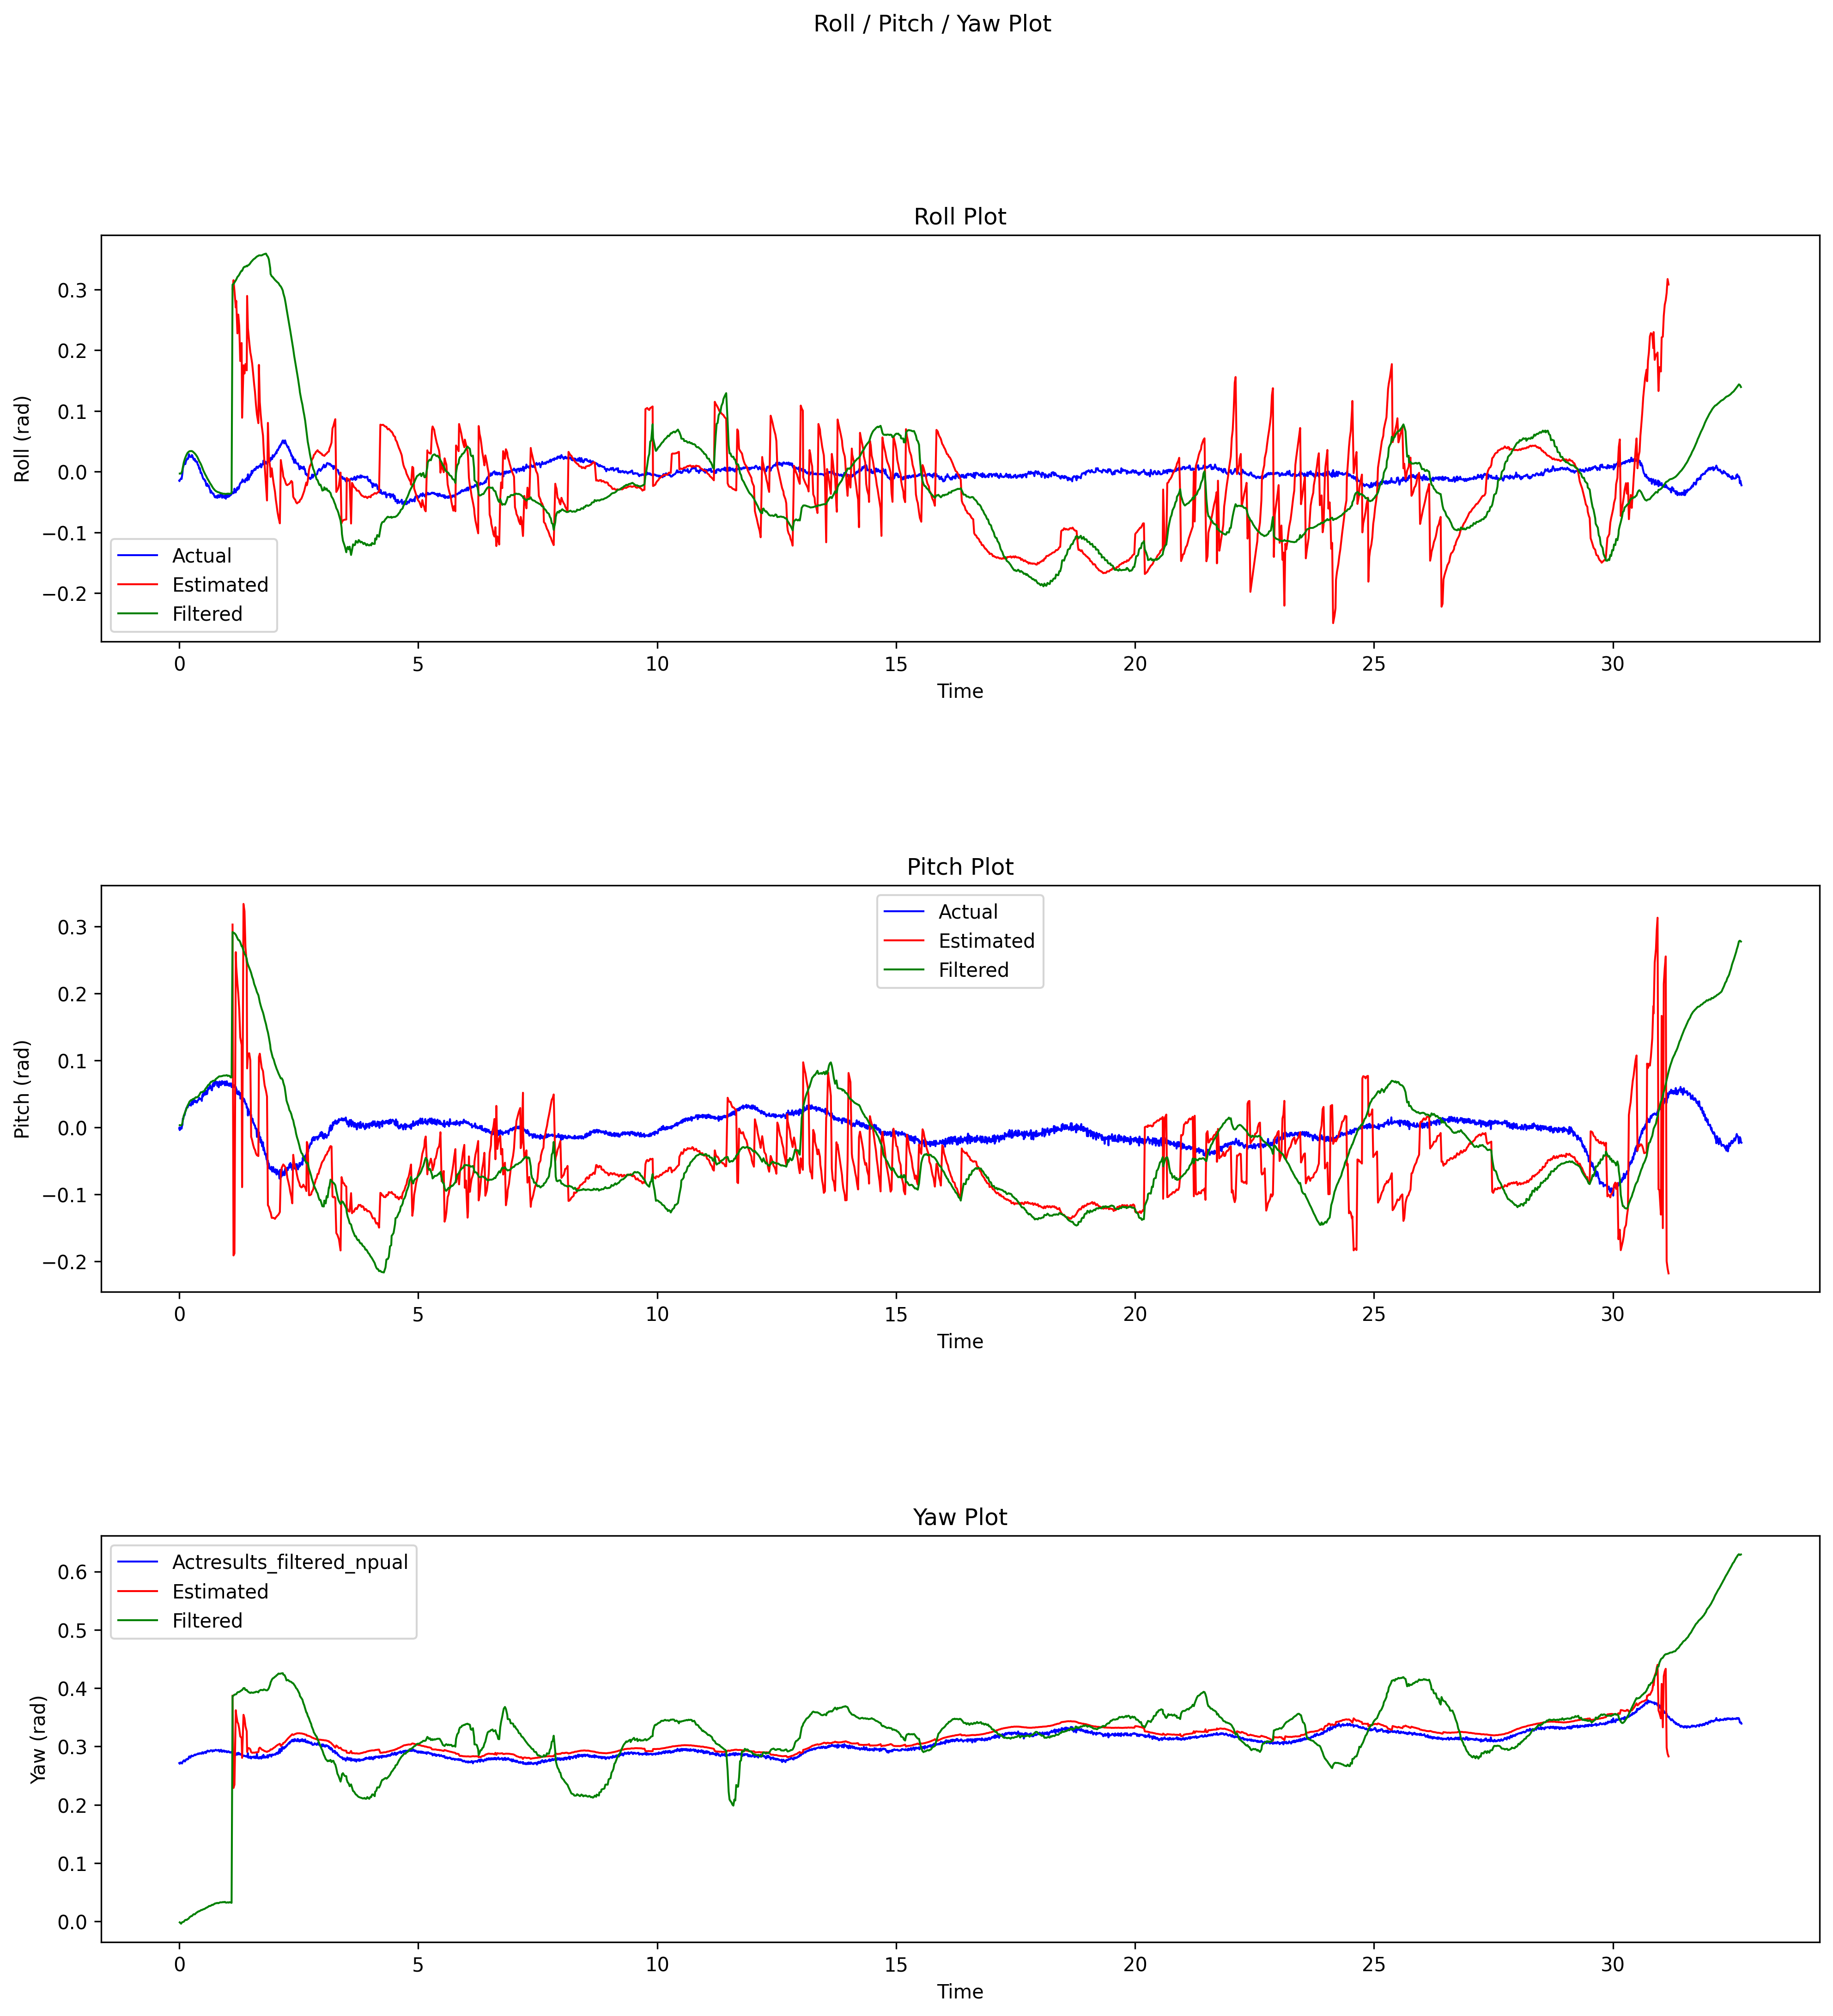 Roll / Pitch / Yaw Plot
Roll Plot
Roll (rad)
0.3
0.2
0.1
0.0
−0.1
−0.2
Actual
Estimated
Filtered
0 5 10 15 20 25 30
Time
Pitch Plot
Pitch (rad)
0.3
0.2
0.1
0.0
−0.1
−0.2
Actual
Estimated
Filtered
0 5 10 15 20 25 30
Time
Yaw Plot
Yaw (rad)
0.6
0.5
0.4
0.3
0.2
0.1
0.0
Actresults_filtered_npual
Estimated
Filtered
0 5 10 15 20 25 30
Time